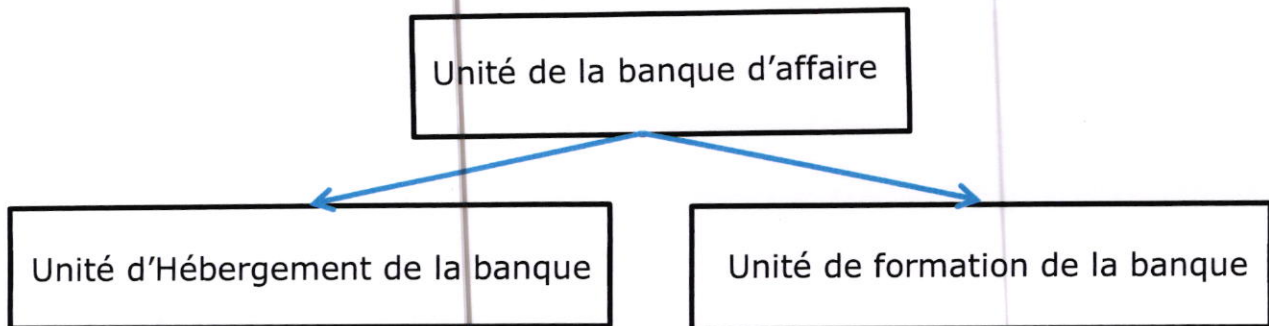 Unité de la banque d'affaire
Unité d'Hébergement de la banque
Unité de formation de la banque